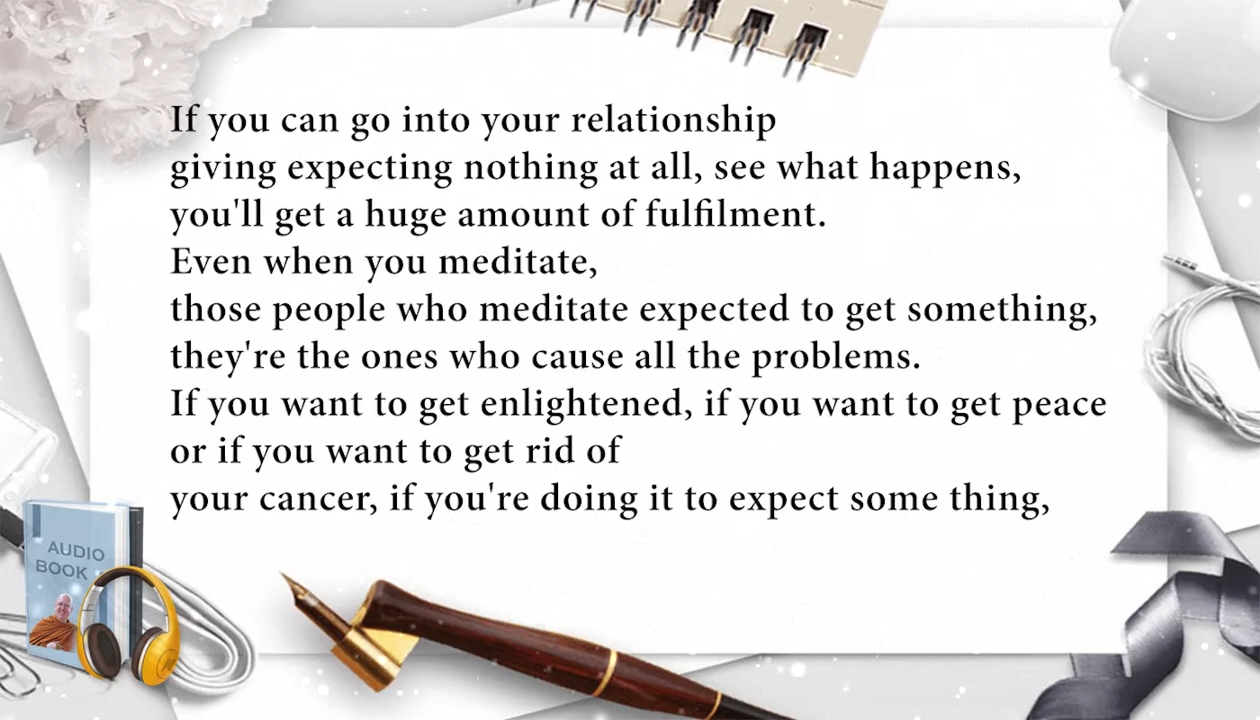 If you can go into your relationship
giving expecting nothing at all, see what happens,
you'll get a huge amount of fulfilment.
Even when you meditate,
those people who meditate expected to get something,
they're the ones who cause all the problems.
If you want to get enlightened, if you want to get peace
or if you want to get rid of
your cancer, if you're doing it to expect some thing,
AUDIO
BOOK